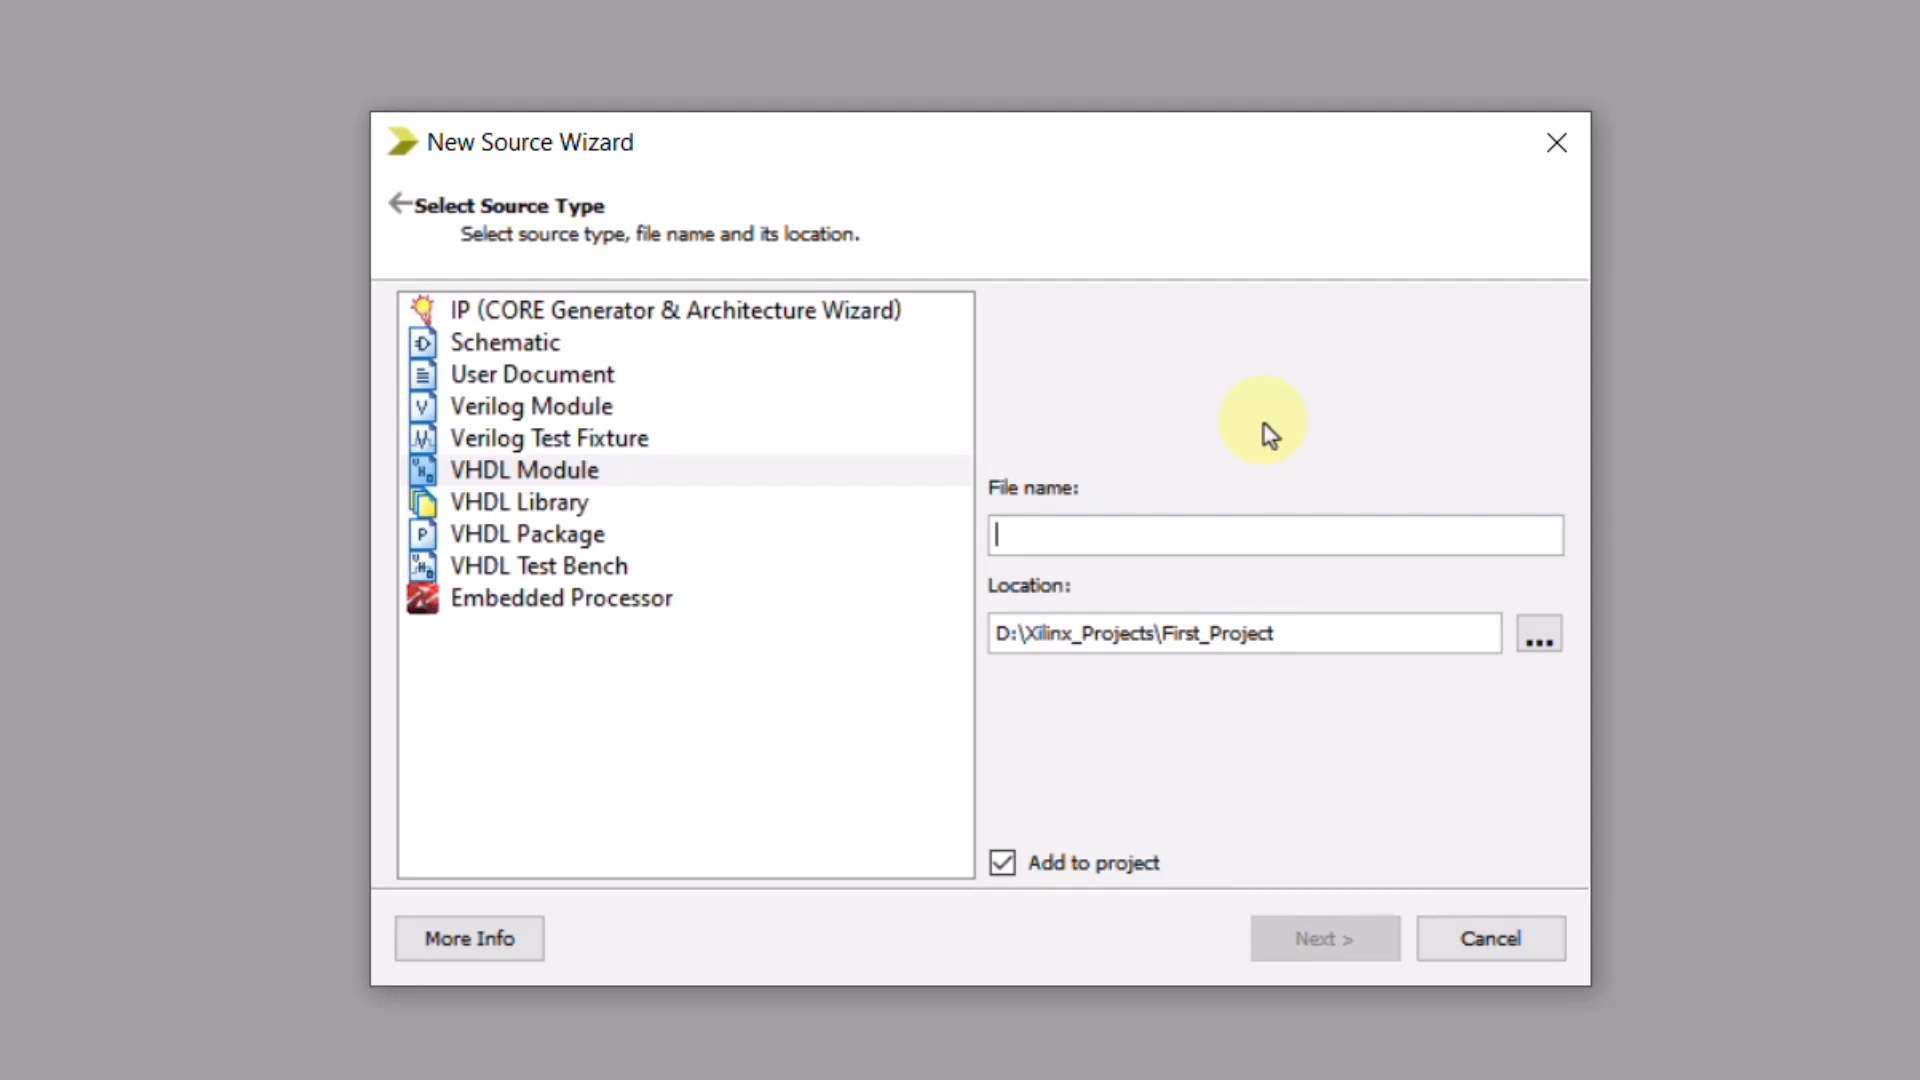 New Source Wizard
Select Source Type
Select source type, file name and its location.
IP (CORE Generator & Architecture Wizard)
Schematic
User Document
Verilog Module
Verilog Test Fixture
VHDL Module
VHDL Library
VHDL Package
VHDL Test Bench
Embedded Processor
File name:
Location:
D:\Xilinx_Projects\First_Project
...
Add to project
More Info
Next >
Cancel